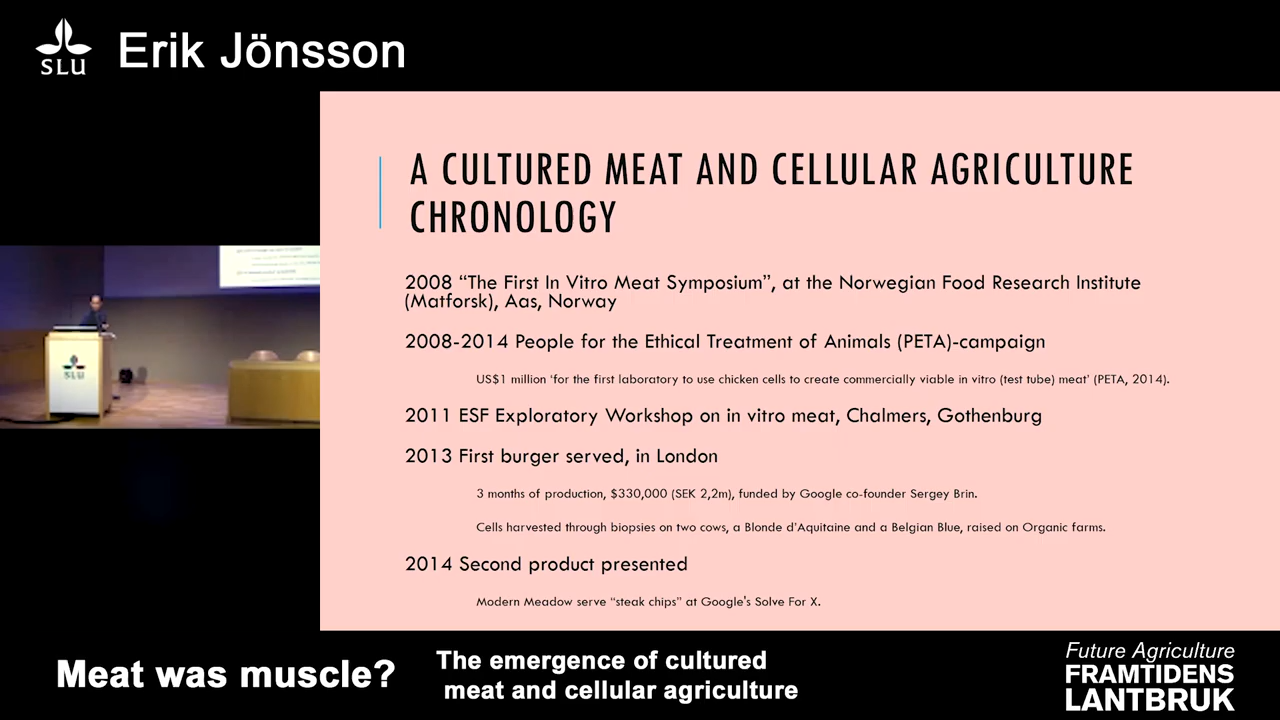 SLU
Erik Jönsson
A CULTURED MEAT AND CELLULAR AGRICULTURE
CHRONOLOGY
2008 “The First In Vitro Meat Symposium”, at the Norwegian Food Research Institute
(Matforsk), Aas, Norway
2008-2014 People for the Ethical Treatment of Animals (PETA)-campaign
US$1 million ‘for the first laboratory to use chicken cells to create commercially viable in vitro (test tube) meat’ (PETA, 2014).
2011 ESF Exploratory Workshop on in vitro meat, Chalmers, Gothenburg
2013 First burger served, in London
3 months of production, $330,000 (SEK 2,2m), funded by Google co-founder Sergey Brin.
Cells harvested through biopsies on two cows, a Blonde d’Aquitaine and a Belgian Blue, raised on Organic farms.
2014 Second product presented
Modern Meadow serve “steak chips” at Google’s Solve For X.
SLU
Meat was muscle?
The emergence of cultured
meat and cellular agriculture
Future Agriculture
FRAMTIDENS
LANTBRUK